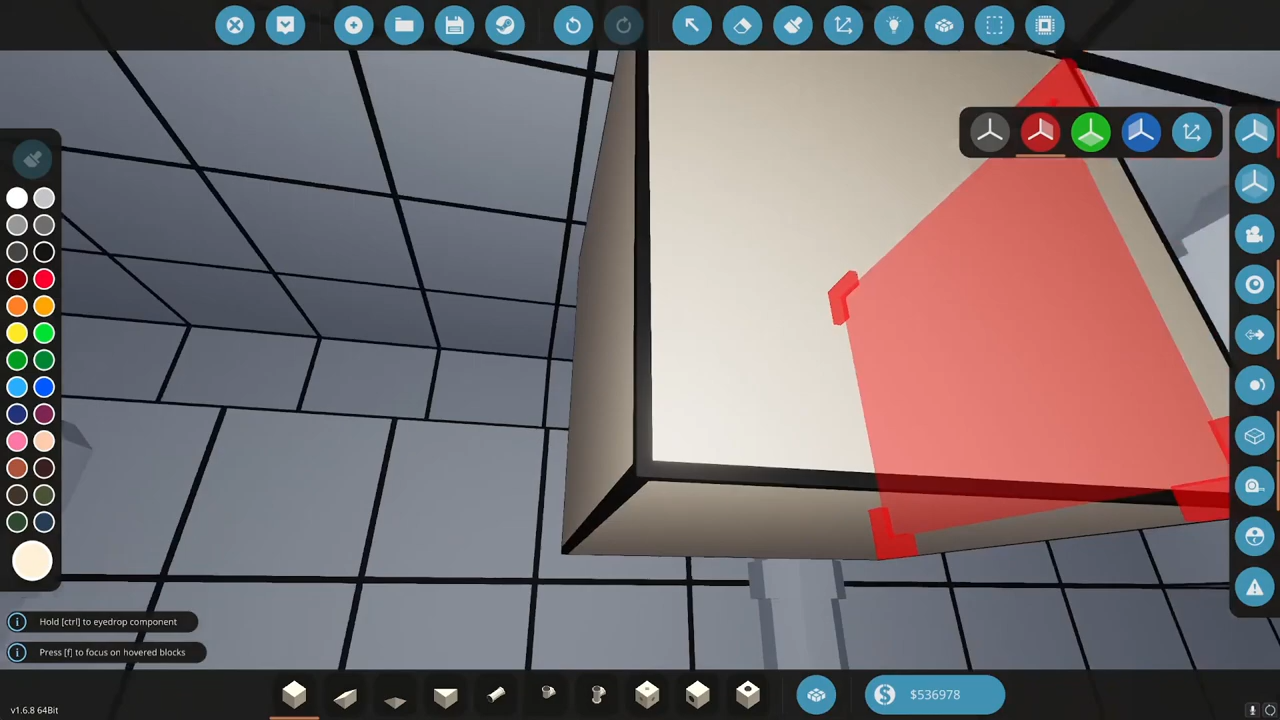 Hold [ctrl] to eyedrop component
Press [f] to focus on hovered blocks
$536978
v1.6.8 64Bit